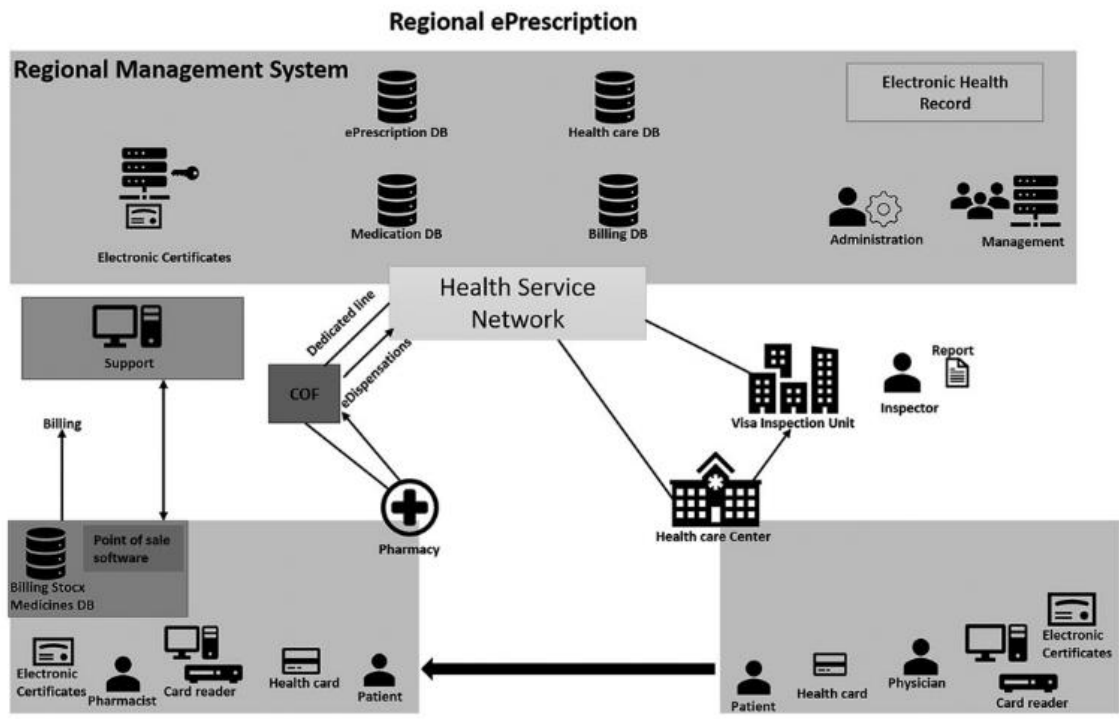 Regional ePrescription
Regional Management System
ePrescription DB
Health care DB
Electronic Health
Record
Electronic Certificates
Medication DB
Billing DB
Administration
Management
Health Service
Network
Dedicated line
eDispensations
Support
COF
Billing
Report
Inspector
Visa Inspection Unit
Point of sale
software
Billing Stocx
Medicines DB
Pharmacy
Health care Center
Electronic
Certificates
Pharmacist
Card reader
Health card
Patient
Patient
Health card
Physician
Electronic
Certificates
Card reader